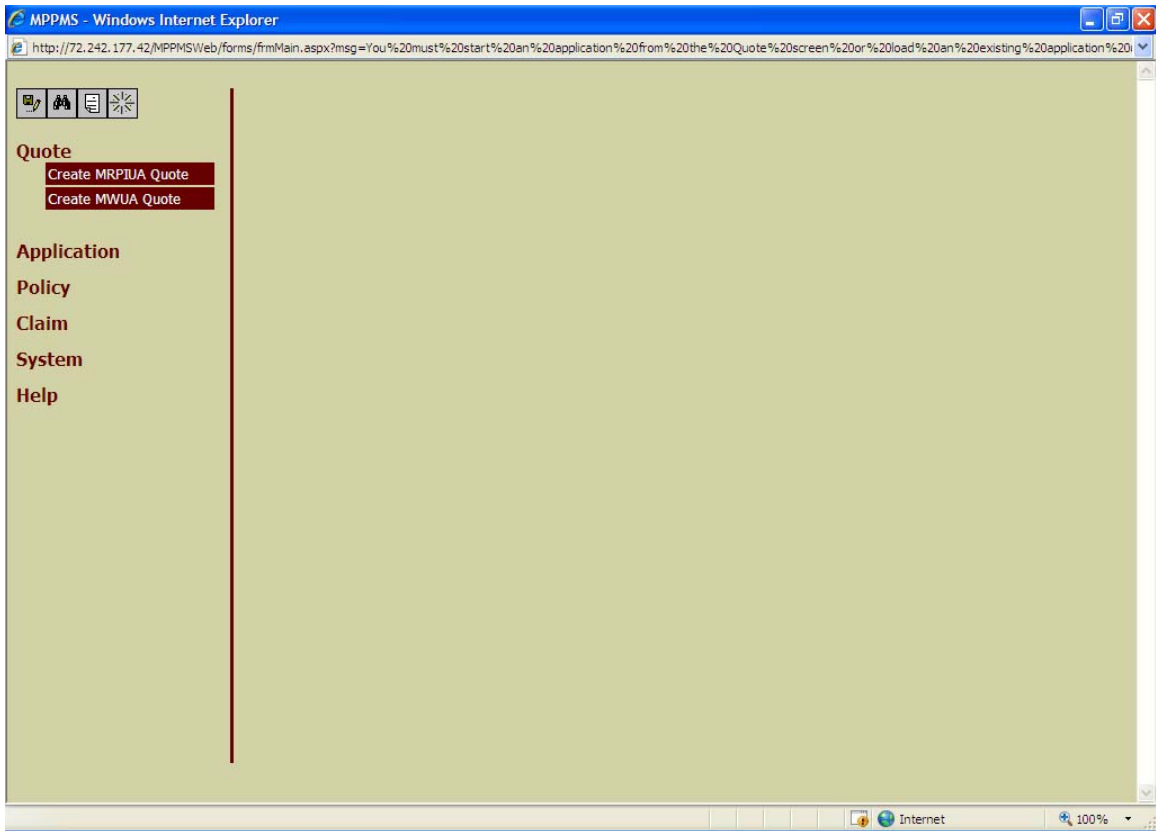 MPPMS - Windows Internet Explorer
http://72.242.177.42/MPPMSWeb/forms/frmMain.aspx?msg=You%20must%20start%20an%20application%20from%20the%20Quote%20screen%20or%20load%20an%20existing%20application%20
Quote
Create MRPIUA Quote
Create MWUA Quote
Application
Policy
Claim
System
Help
Internet
100%